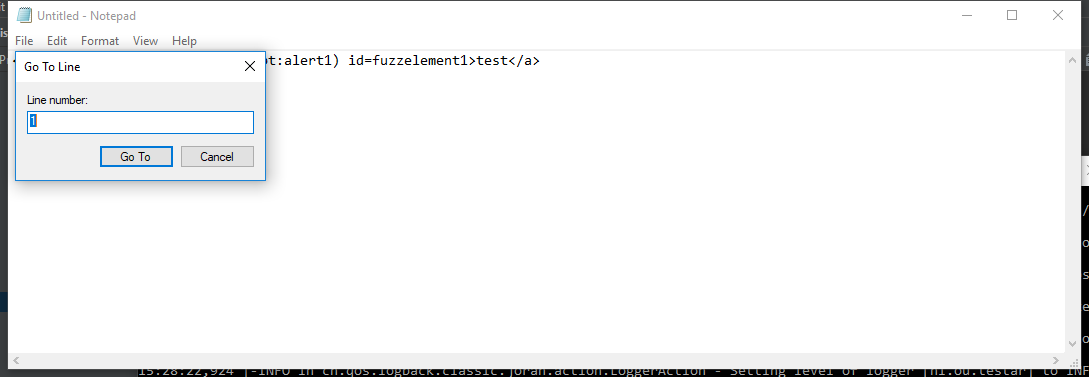 Untitled - Notepad
File Edit Format View Help
ot:alert1) id=fuzzelement1>test</a>
Go To Line
Line number:
1
Go To Cancel
15:28:22,924 |-INFO in ch.qos.logback.classic.joran.action.LoggerAction - Setting level of logger [nl.ou.testar] to INF